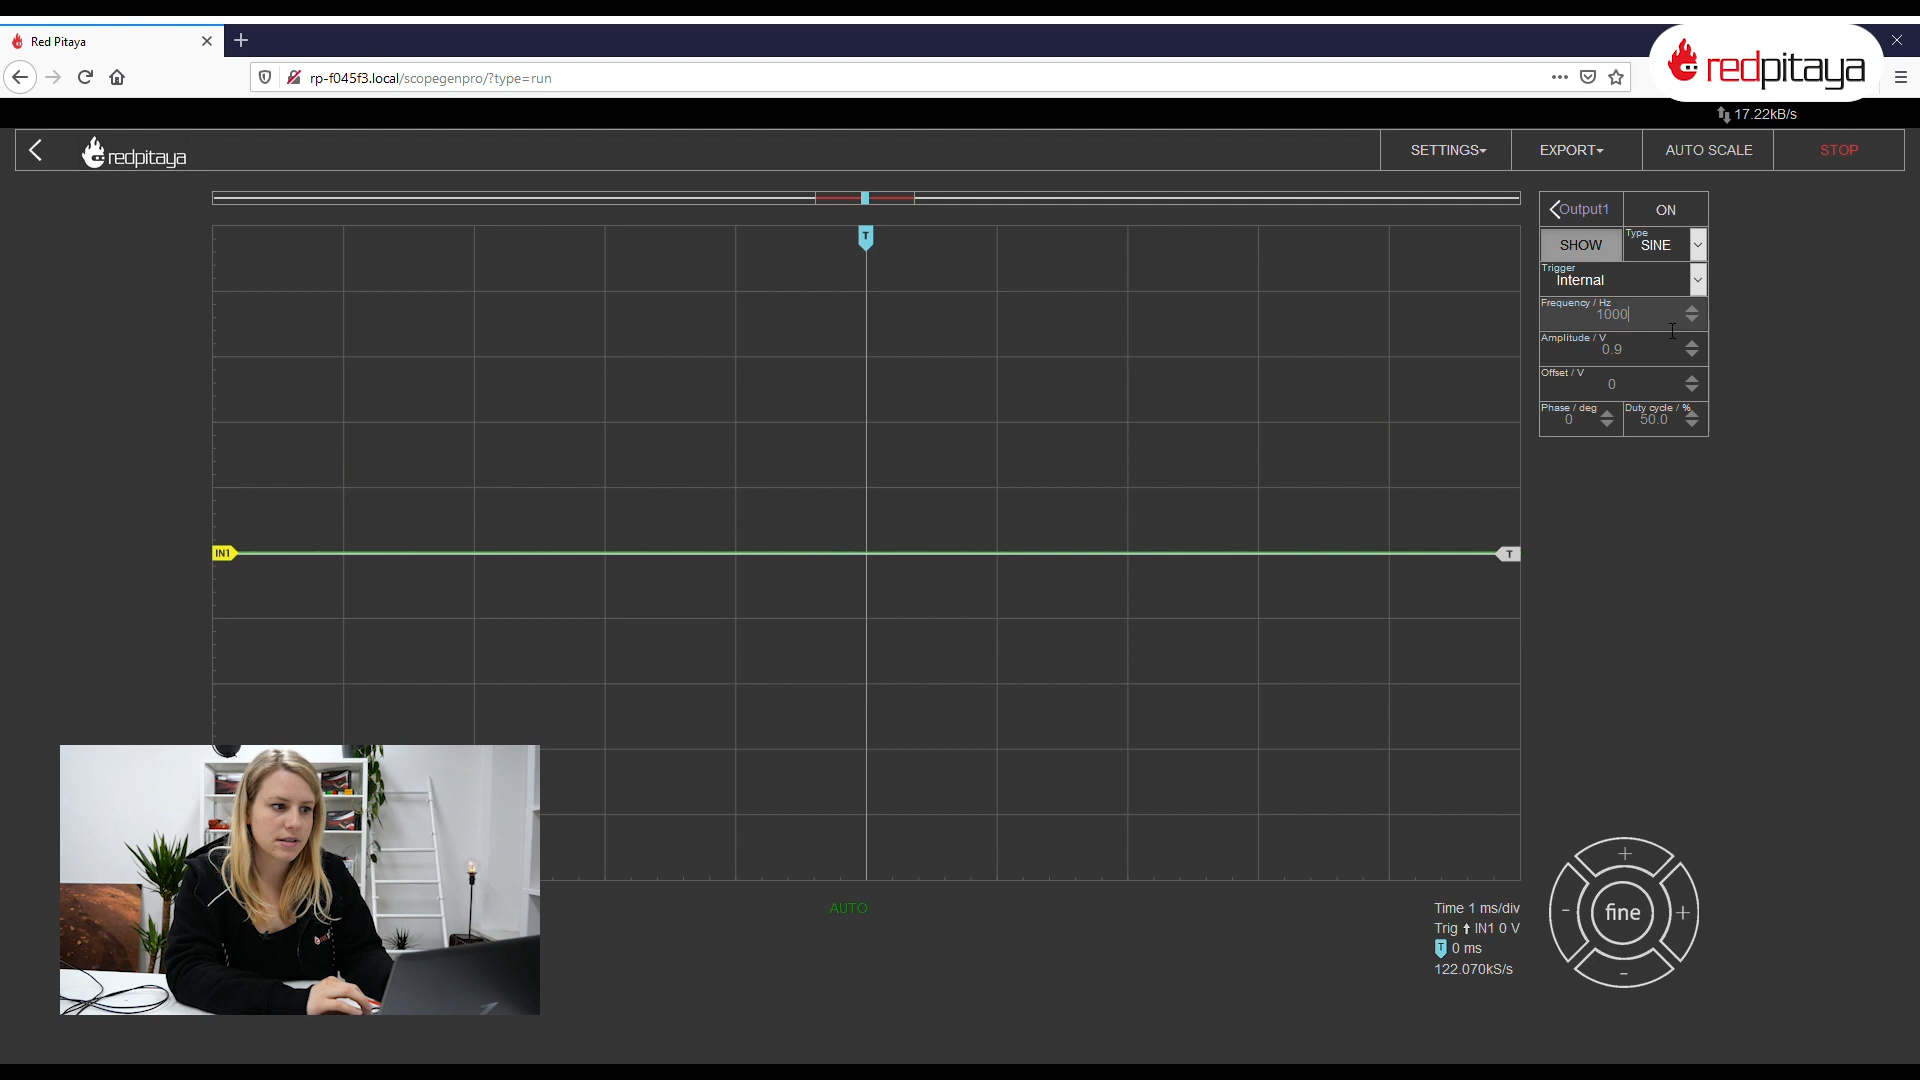 Red Pitaya
rp-f045f3.local/scopegenpro/?type=run
redpitaya
17.22kB/s
redpitaya
SETTINGS
EXPORT
AUTO SCALE
STOP
Output1
ON
T
SHOW
Type
SINE
Trigger
Internal
Frequency / Hz
1000
Amplitude / V
0.9
Offset / V
0
Phase / deg
0
Duty cycle / %
50.0
IN1
T
AUTO
Time 1 ms/div
Trig IN1 0 V
T 0 ms
122.070kS/s
+
- fine +
-